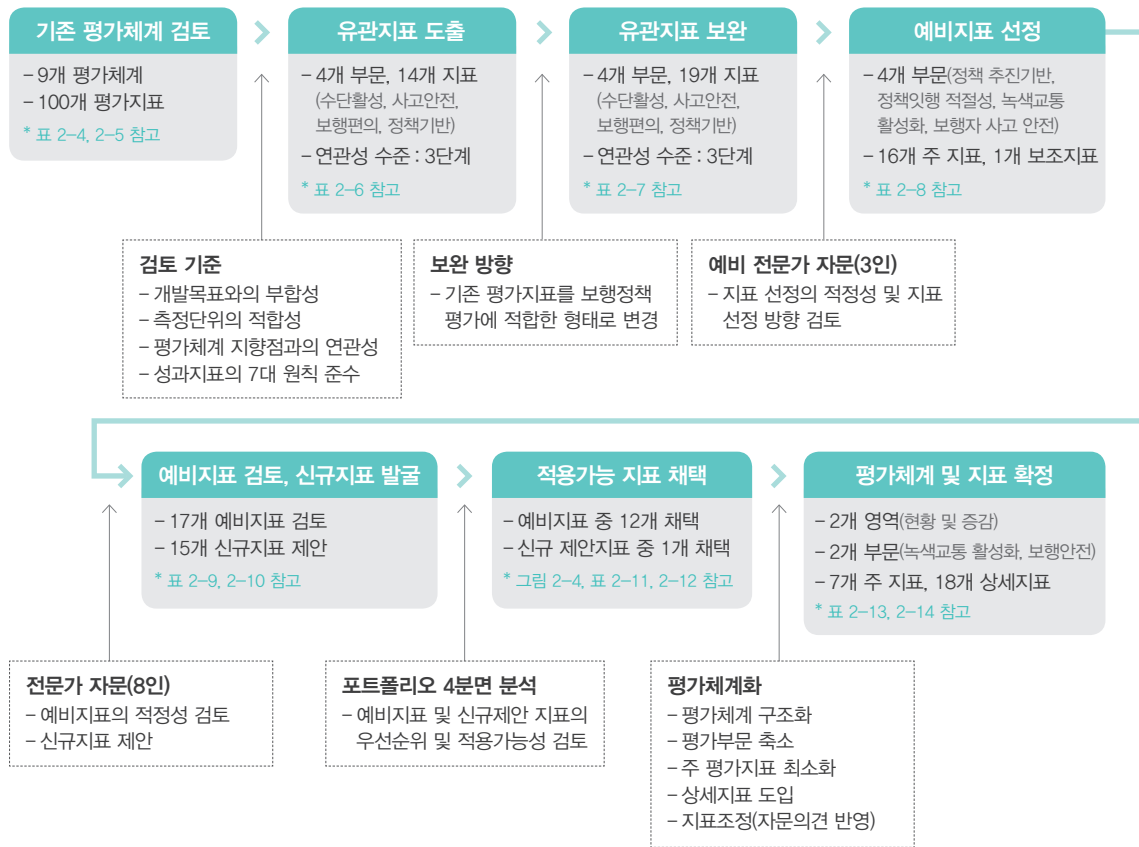 기존 평가체계 검토
– 9개 평가체계
– 100개 평가지표
* 표 2–4, 2–5 참고
유관지표 도출
– 4개 부문, 14개 지표
(수단활성, 사고안전,
보행편의, 정책기반)
– 연관성 수준 : 3단계
* 표 2–6 참고
유관지표 보완
– 4개 부문, 19개 지표
(수단활성, 사고안전,
보행편의, 정책기반)
– 연관성 수준 : 3단계
* 표 2–7 참고
예비지표 선정
– 4개 부문(정책 추진기반,
정책잇행 적절성, 녹색교통
활성화, 보행자 사고 안전)
– 16개 주 지표, 1개 보조지표
* 표 2–8 참고
검토 기준
– 개발목표와의 부합성
– 측정단위의 적합성
– 평가체계 지향점과의 연관성
– 성과지표의 7대 원칙 준수
보완 방향
– 기존 평가지표를 보행정책
평가에 적합한 형태로 변경
예비 전문가 자문(3인)
– 지표 선정의 적정성 및 지표
선정 방향 검토
예비지표 검토, 신규지표 발굴
– 17개 예비지표 검토
– 15개 신규지표 제안
* 표 2–9, 2–10 참고
적용가능 지표 채택
– 예비지표 중 12개 채택
– 신규 제안지표 중 1개 채택
* 그림 2–4, 표 2–11, 2–12 참고
평가체계 및 지표 확정
– 2개 영역(현황 및 증감)
– 2개 부문(녹색교통 활성화, 보행안전)
– 7개 주 지표, 18개 상세지표
* 표 2–13, 2–14 참고
전문가 자문(8인)
– 예비지표의 적정성 검토
– 신규지표 제안
포트폴리오 4분면 분석
– 예비지표 및 신규제안 지표의
우선순위 및 적용가능성 검토
평가체계화
– 평가체계 구조화
– 평가부문 축소
– 주 평가지표 최소화
– 상세지표 도입
– 지표조정(자문의견 반영)